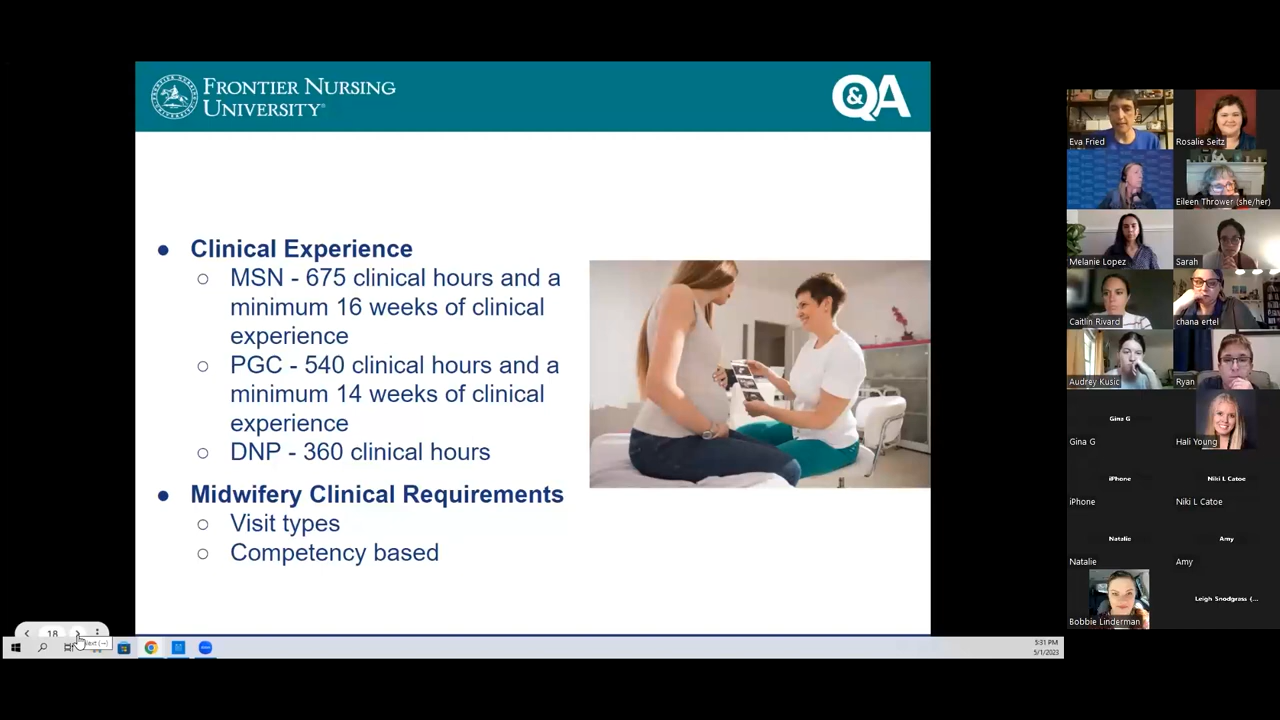 FRONTIER NURSING
UNIVERSITY®
Q&A
● Clinical Experience
○ MSN - 675 clinical hours and a
minimum 16 weeks of clinical
experience
○ PGC - 540 clinical hours and a
minimum 14 weeks of clinical
experience
○ DNP - 360 clinical hours
● Midwifery Clinical Requirements
○ Visit types
○ Competency based
18
5:31 PM
5/1/2023
Eva Fried
Rosalie Seitz
Eileen Thrower (she/her)
Melanie Lopez
Sarah
Caitlin Rivard
chana ertel
Audrey Kusic
Ryan
Gina G
Gina G
Hali Young
iPhone
Niki L Catoe
iPhone
Niki L Catoe
Natalie
Amy
Natalie
Amy
Leigh Snodgrass (...
Bobbie Linderman